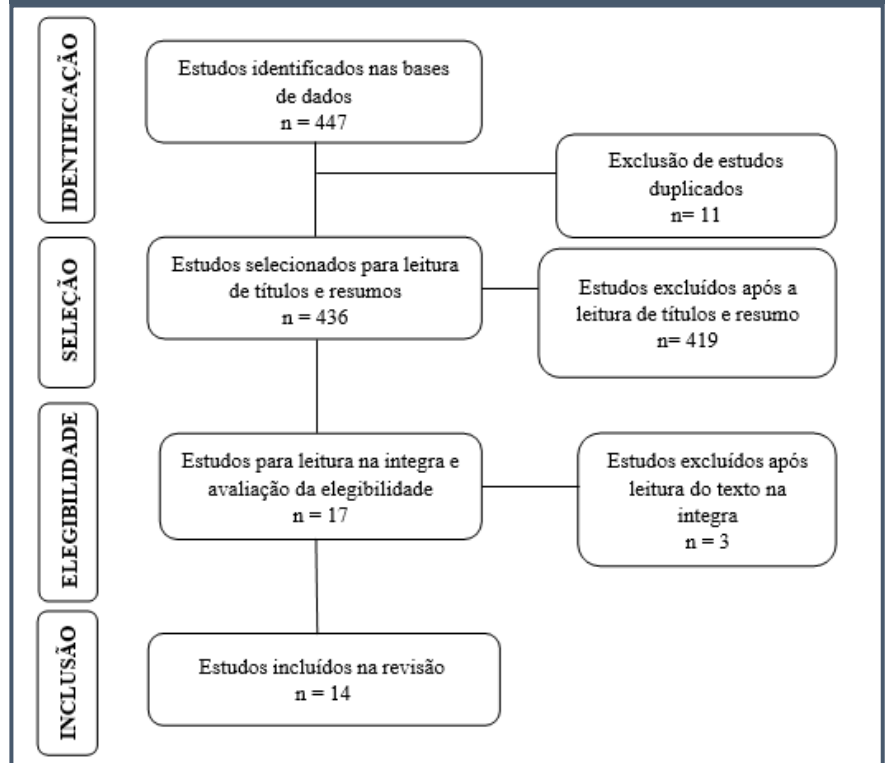 IDENTIFICAÇÃO
Estudos identificados nas bases
de dados
n = 447
Exclusão de estudos
duplicados
n= 11
SELEÇÃO
Estudos selecionados para leitura
de títulos e resumos
n = 436
Estudos excluídos após a
leitura de títulos e resumo
n= 419
ELEGIBILIDADE
Estudos para leitura na integra e
avaliação da elegibilidade
n = 17
Estudos excluídos após
leitura do texto na
integra
n = 3
INCLUSÃO
Estudos incluídos na revisão
n = 14